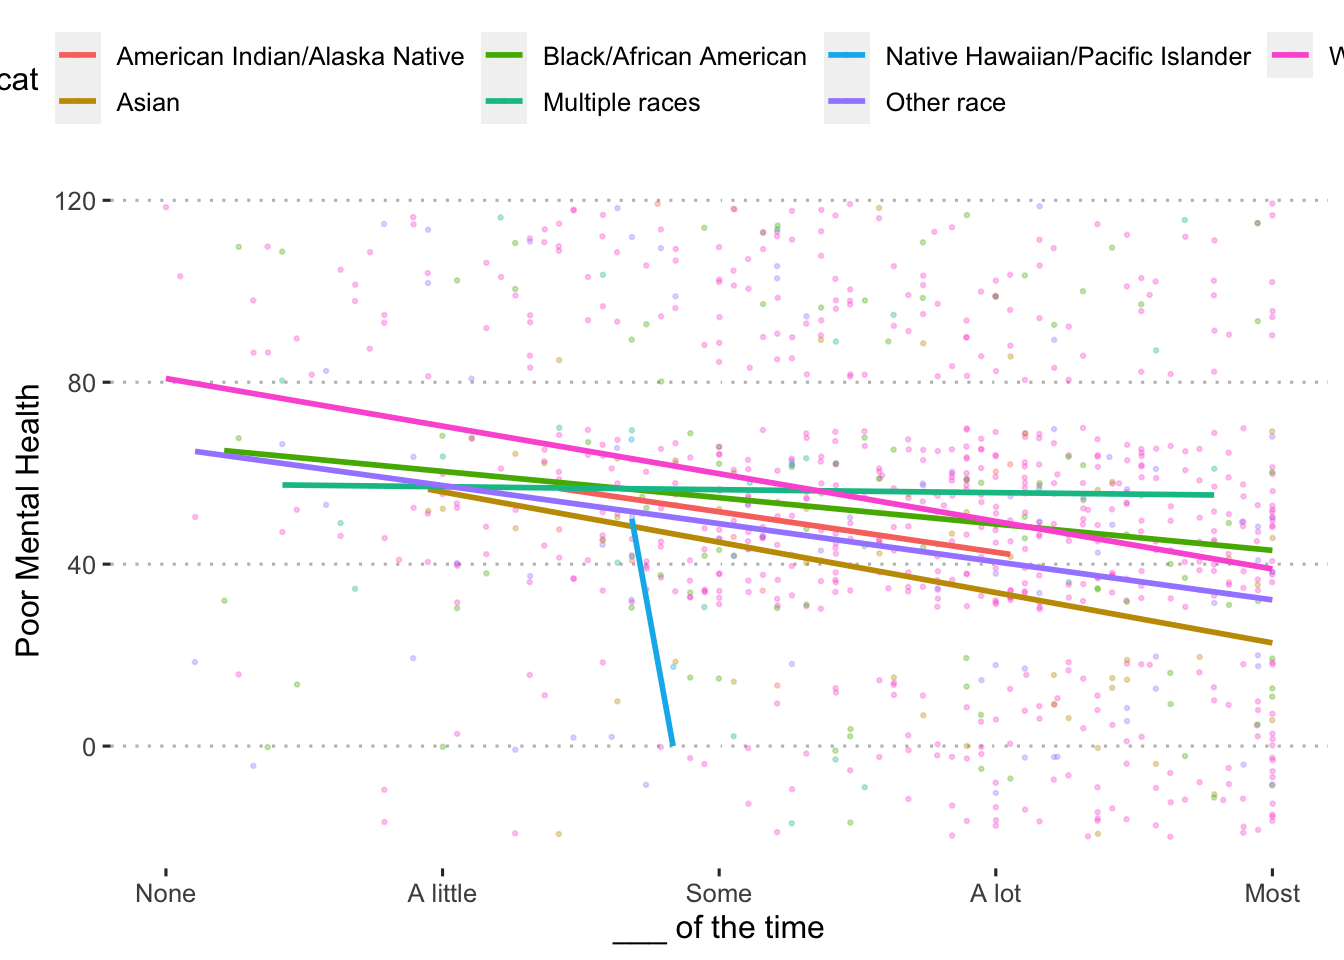 cat
American Indian/Alaska Native
Black/African American
Native Hawaiian/Pacific Islander
W
Asian
Multiple races
Other race
Poor Mental Health
120
80
40
0
None
A little
Some
A lot
Most
___ of the time